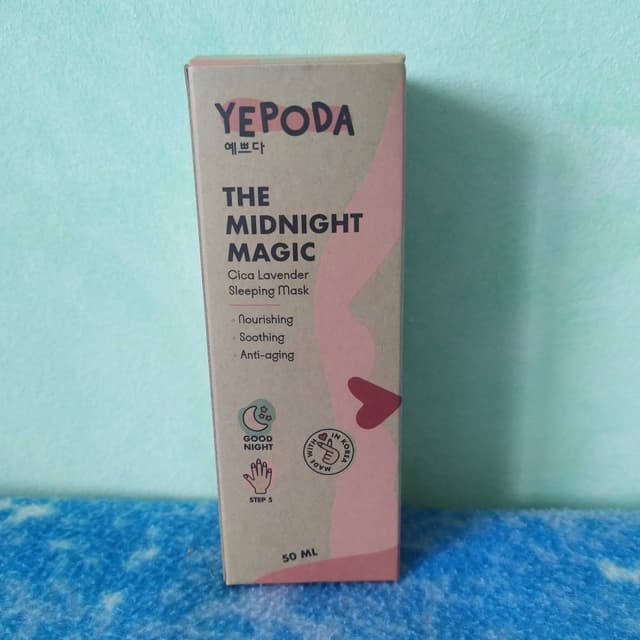 YEPODA
예쁘다
THE
MIDNIGHT
MAGIC
Cica Lavender
Sleeping Mask
Nourishing
Soothing
Anti-aging
GOOD
NIGHT
MADE WITH IN KOREA
STEP 5
50 ML